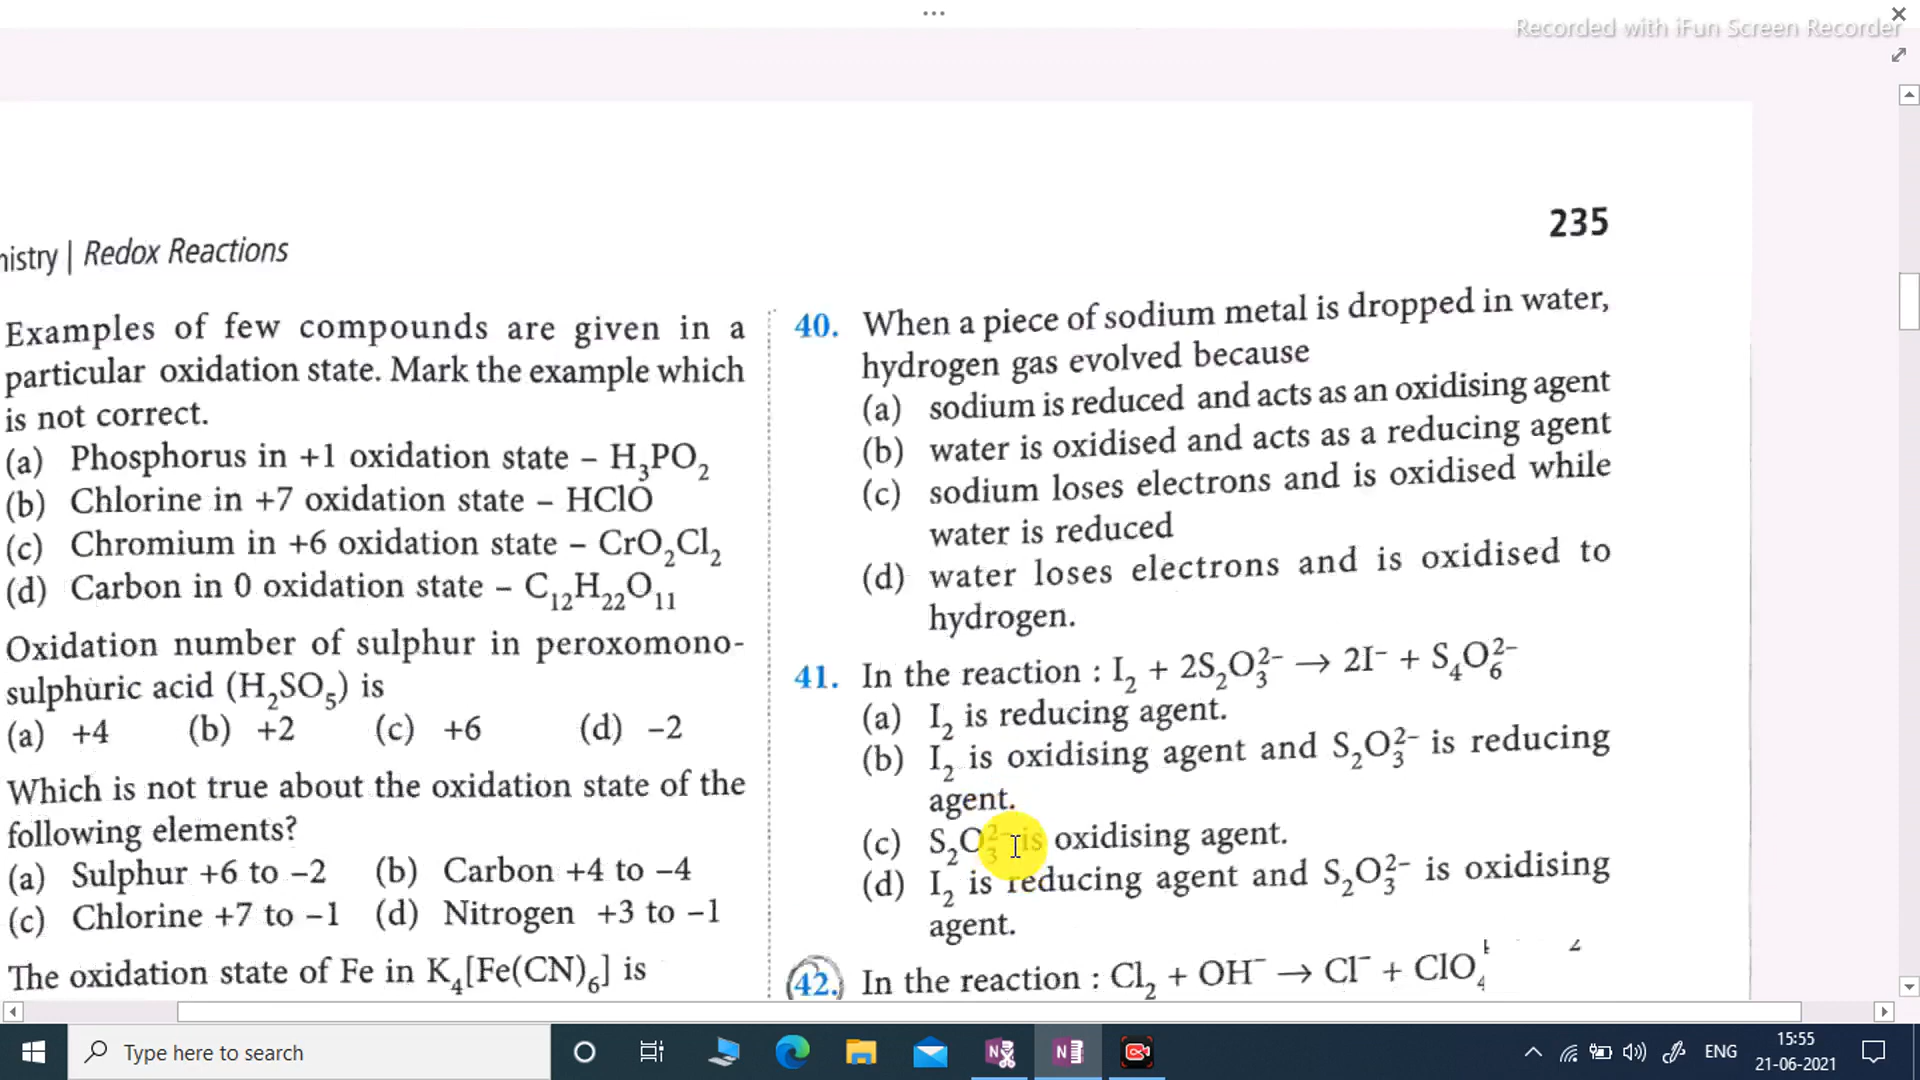 Recorded with iFun Screen Recorder
235
nistry | Redox Reactions
Examples of few compounds are given in a
particular oxidation state. Mark the example which
is not correct.
(a) Phosphorus in +1 oxidation state – H₃PO₂
(b) Chlorine in +7 oxidation state – HClO
(c) Chromium in +6 oxidation state – CrO₂Cl₂
(d) Carbon in 0 oxidation state – C₁₂H₂₂O₁₁
Oxidation number of sulphur in peroxomono-
sulphuric acid (H₂SO₅) is
(a) +4 (b) +2 (c) +6 (d) –2
Which is not true about the oxidation state of the
following elements?
(a) Sulphur +6 to –2 (b) Carbon +4 to –4
(c) Chlorine +7 to –1 (d) Nitrogen +3 to –1
The oxidation state of Fe in K₄[Fe(CN)₆] is
40. When a piece of sodium metal is dropped in water,
hydrogen gas evolved because
(a) sodium is reduced and acts as an oxidising agent
(b) water is oxidised and acts as a reducing agent
(c) sodium loses electrons and is oxidised while
water is reduced
(d) water loses electrons and is oxidised to
hydrogen.
41. In the reaction : I₂ + 2S₂O₃²⁻ → 2I⁻ + S₄O₆²⁻
(a) I₂ is reducing agent.
(b) I₂ is oxidising agent and S₂O₃²⁻ is reducing
agent.
(c) S₂O₃²⁻ is oxidising agent.
(d) I₂ is reducing agent and S₂O₃²⁻ is oxidising
agent.
42. In the reaction : Cl₂ + OH⁻ → Cl⁻ + ClO₄
Type here to search
ENG
15:55
21-06-2021